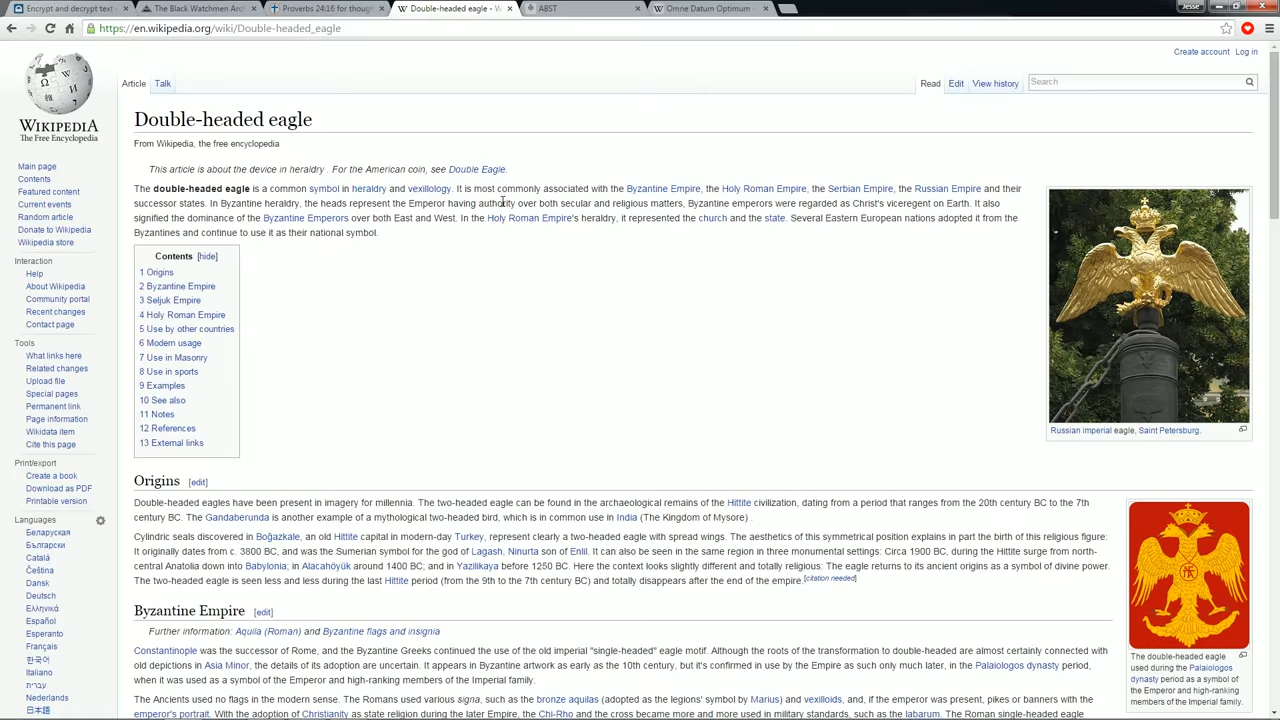 Encrypt and decrypt text
The Black Watchmen Arc
Proverbs 24:16 for though
Double-headed eagle - W
ABST
Omne Datum Optimum -
Jesse
https://en.wikipedia.org/wiki/Double-headed_eagle
Create account Log in
Article Talk
Read Edit View history
Search
WIKIPEDIA
The Free Encyclopedia
Main page
Contents
Featured content
Current events
Random article
Donate to Wikipedia
Wikipedia store
Interaction
Help
About Wikipedia
Community portal
Recent changes
Contact page
Tools
What links here
Related changes
Upload file
Special pages
Permanent link
Page information
Wikidata item
Cite this page
Print/export
Create a book
Download as PDF
Printable version
Languages
Беларуская
Български
Català
Čeština
Dansk
Deutsch
Ελληνικά
Español
Esperanto
Français
한국어
Italiano
עברית
Nederlands
日本語
Double-headed eagle
From Wikipedia, the free encyclopedia
This article is about the device in heraldry . For the American coin, see Double Eagle.
The double-headed eagle is a common symbol in heraldry and vexillology. It is most commonly associated with the Byzantine Empire, the Holy Roman Empire, the Serbian Empire, the Russian Empire and their
successor states. In Byzantine heraldry, the heads represent the Emperor having authority over both secular and religious matters, Byzantine emperors were regarded as Christ's viceregent on Earth. It also
signified the dominance of the Byzantine Emperors over both East and West. In the Holy Roman Empire's heraldry, it represented the church and the state. Several Eastern European nations adopted it from the
Byzantines and continue to use it as their national symbol.
Contents [hide]
1 Origins
2 Byzantine Empire
3 Seljuk Empire
4 Holy Roman Empire
5 Use by other countries
6 Modern usage
7 Use in Masonry
8 Use in sports
9 Examples
10 See also
11 Notes
12 References
13 External links
Russian imperial eagle, Saint Petersburg.
Origins [edit]
Double-headed eagles have been present in imagery for millennia. The two-headed eagle can be found in the archaeological remains of the Hittite civilization, dating from a period that ranges from the 20th century BC to the 7th
century BC. The Gandaberunda is another example of a mythological two-headed bird, which is in common use in India (The Kingdom of Mysore) .
Cylindric seals discovered in Boğazkale, an old Hittite capital in modern-day Turkey, represent clearly a two-headed eagle with spread wings. The aesthetics of this symmetrical position explains in part the birth of this religious figure:
It originally dates from c. 3800 BC, and was the Sumerian symbol for the god of Lagash, Ninurta son of Enlil. It can also be seen in the same region in three monumental settings: Circa 1900 BC, during the Hittite surge from north-
central Anatolia down into Babylonia; in Alacahöyük around 1400 BC; and in Yazilikaya before 1250 BC. Here the context looks slightly different and totally religious: The eagle returns to its ancient origins as a symbol of divine power.
The two-headed eagle is seen less and less during the last Hittite period (from the 9th to the 7th century BC) and totally disappears after the end of the empire.[citation needed]
Byzantine Empire [edit]
Further information: Aquila (Roman) and Byzantine flags and insignia
Constantinople was the successor of Rome, and the Byzantine Greeks continued the use of the old imperial "single-headed" eagle motif. Although the roots of the transformation to double-headed are almost certainly connected with
old depictions in Asia Minor, the details of its adoption are uncertain. It was used in Byzantine artwork as early as the 10th century, but it's confirmed in use by the Empire as such only much later, in the Palaiologos dynasty period,
when it was used as a symbol of the Emperor and high-ranking members of the Imperial family.
The Ancients used no flags in the modern sense. The Romans used various signa, such as the bronze aquilas (adopted as the legions' symbol by Marius) and vexilloids, and, if the emperor was present, pikes or banners with the
emperor's portrait. With the adoption of Christianity as state religion during the later Empire, the Chi-Rho and the cross became more and more used in military standards, such as the labarum. The Roman single-headed eagle
The double-headed eagle
used during the Palaiologos
dynasty period as a symbol of
the Emperor and high-ranking
members of the Imperial family.